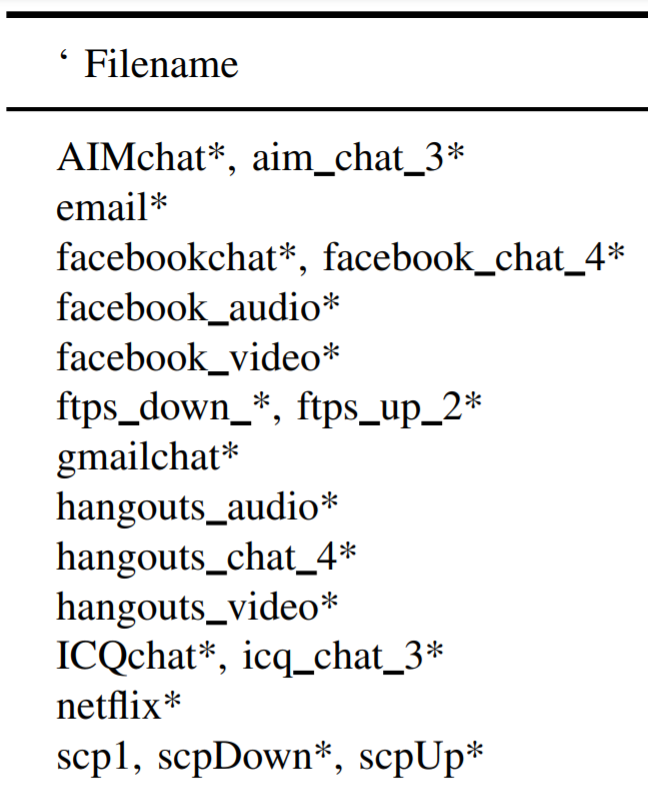 ‘ Filename
AIMchat*, aim_chat_3*
email*
facebookchat*, facebook_chat_4*
facebook_audio*
facebook_video*
ftps_down_*, ftps_up_2*
gmailchat*
hangouts_audio*
hangouts_chat_4*
hangouts_video*
ICQchat*, icq_chat_3*
netflix*
scp1, scpDown*, scpUp*